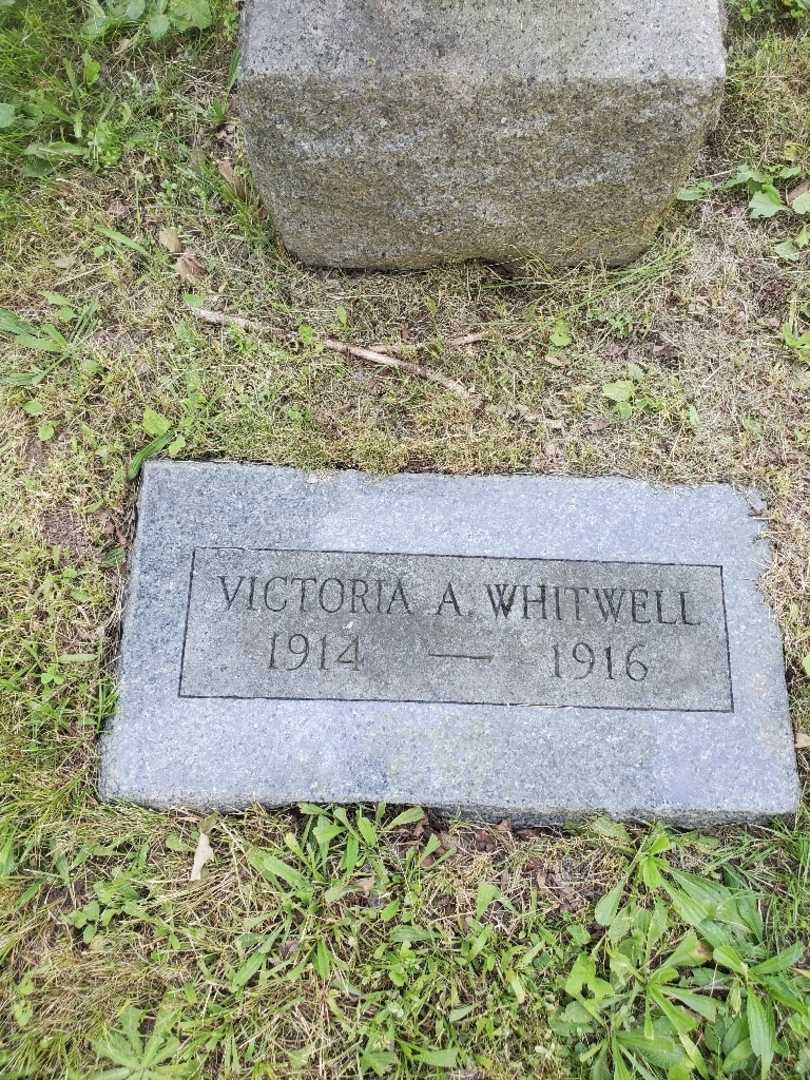 VICTORIA A. WHITWELL
1914 — 1916